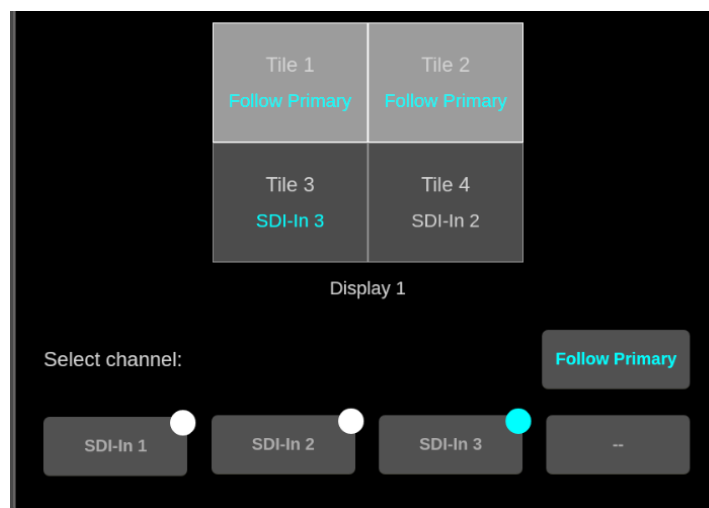 Tile 1
Tile 2
Follow Primary
Follow Primary
Tile 3
Tile 4
SDI-In 3
SDI-In 2
Display 1
Select channel:
Follow Primary
SDI-In 1
SDI-In 2
SDI-In 3
--